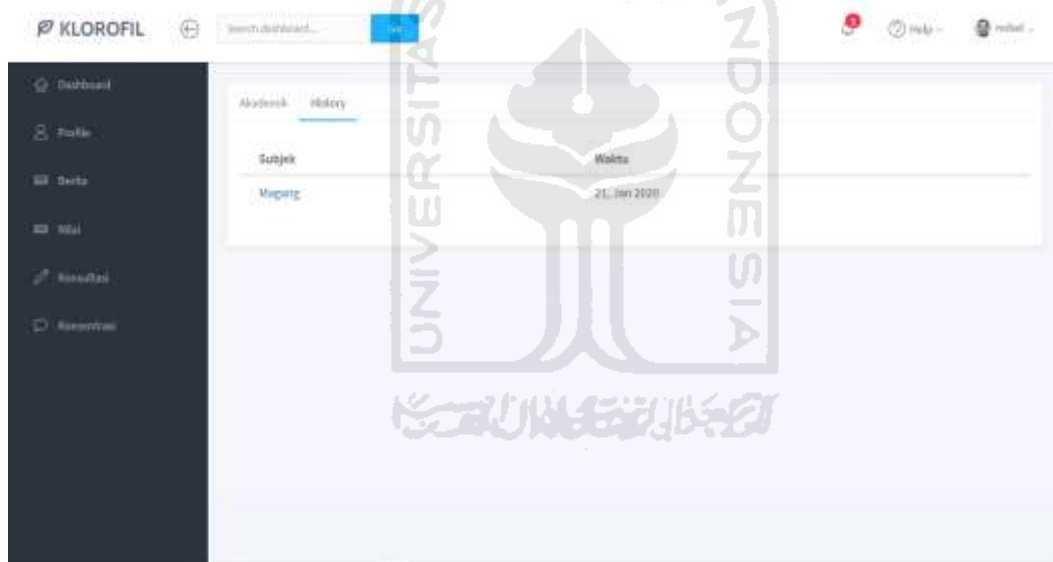 KLOROFIL
Search dashboard...
Go!
Help
Dashboard
Profile
Berita
Nilai
Konsultasi
Konsentrasi
Akademik History
Subjek Waktu
Magang 21, Jan 2020
UNIVERSITAS
INDONESIA